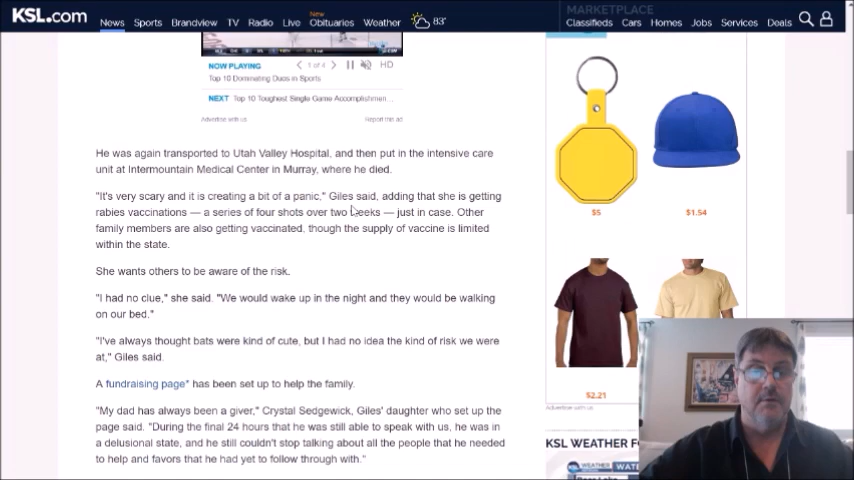 KSL.com
News Sports Brandview TV Radio Live New Obituaries Weather 83°
MARKETPLACE
Classifieds Cars Homes Jobs Services Deals
NOW PLAYING
1 of 4
HD
Top 10 Dominating Duos in Sports
NEXT Top 10 Toughest Single Game Accomplishmen...
Advertise with us
Report this ad
He was again transported to Utah Valley Hospital, and then put in the intensive care
unit at Intermountain Medical Center in Murray, where he died.
"It's very scary and it is creating a bit of a panic," Giles said, adding that she is getting
rabies vaccinations — a series of four shots over two weeks — just in case. Other
family members are also getting vaccinated, though the supply of vaccine is limited
within the state.
She wants others to be aware of the risk.
"I had no clue," she said. "We would wake up in the night and they would be walking
on our bed."
"I've always thought bats were kind of cute, but I had no idea the kind of risk we were
at," Giles said.
A fundraising page* has been set up to help the family.
"My dad has always been a giver," Crystal Sedgewick, Giles' daughter who set up the
page said. "During the final 24 hours that he was still able to speak with us, he was in
a delusional state, and he still couldn't stop talking about all the people that he needed
to help and favors that he had yet to follow through with."
$5
$1.54
$2.21
Advertise with us
KSL WEATHER FO
WEATHER WAT